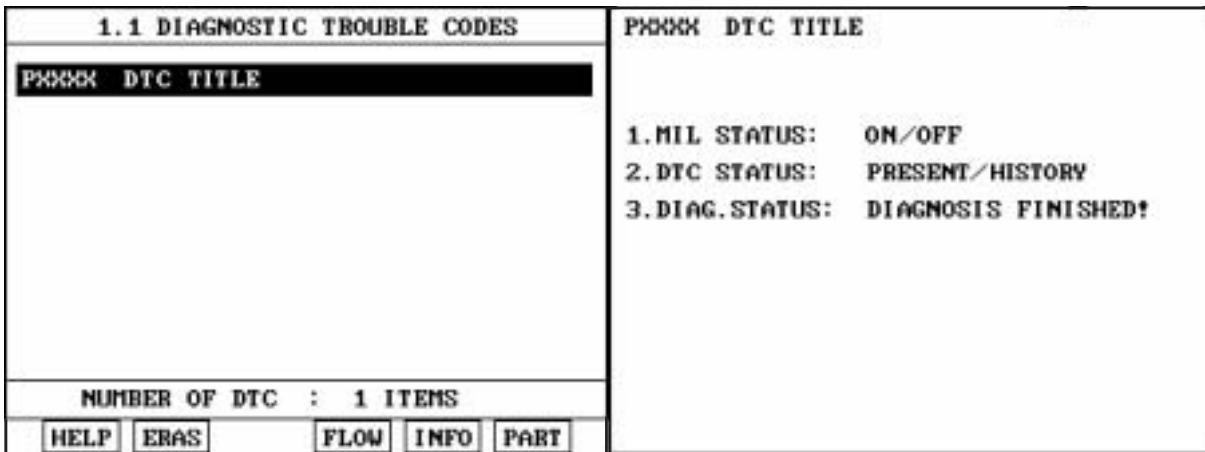 1.1 DIAGNOSTIC TROUBLE CODES
PXXXX DTC TITLE
NUMBER OF DTC : 1 ITEMS
HELP ERAS FLOW INFO PART
PXXXX DTC TITLE
1.MIL STATUS: ON/OFF
2.DTC STATUS: PRESENT/HISTORY
3.DIAG.STATUS: DIAGNOSIS FINISHED!